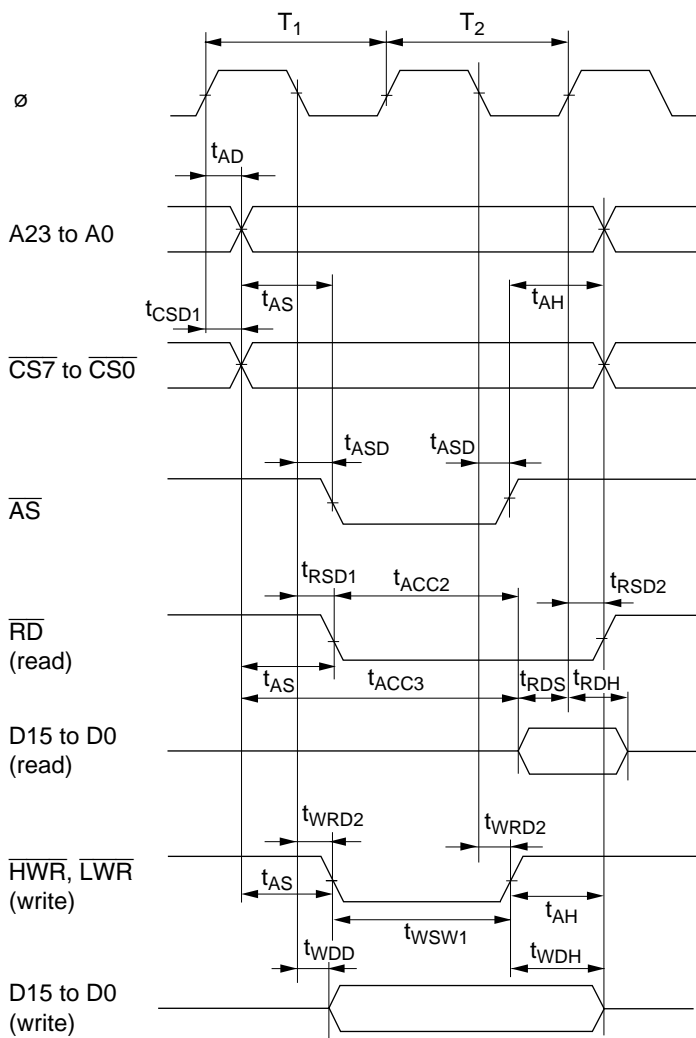 T1 T2
ø
tAD
A23 to A0
tAS tAH
tCSD1
CS7 to CS0
tASD tASD
AS
tRSD1 tACC2 tRSD2
RD
(read)
tAS tACC3 tRDS tRDH
D15 to D0
(read)
tWRD2 tWRD2
HWR, LWR
(write)
tAS tAH
tWSW1
tWDD tWDH
D15 to D0
(write)